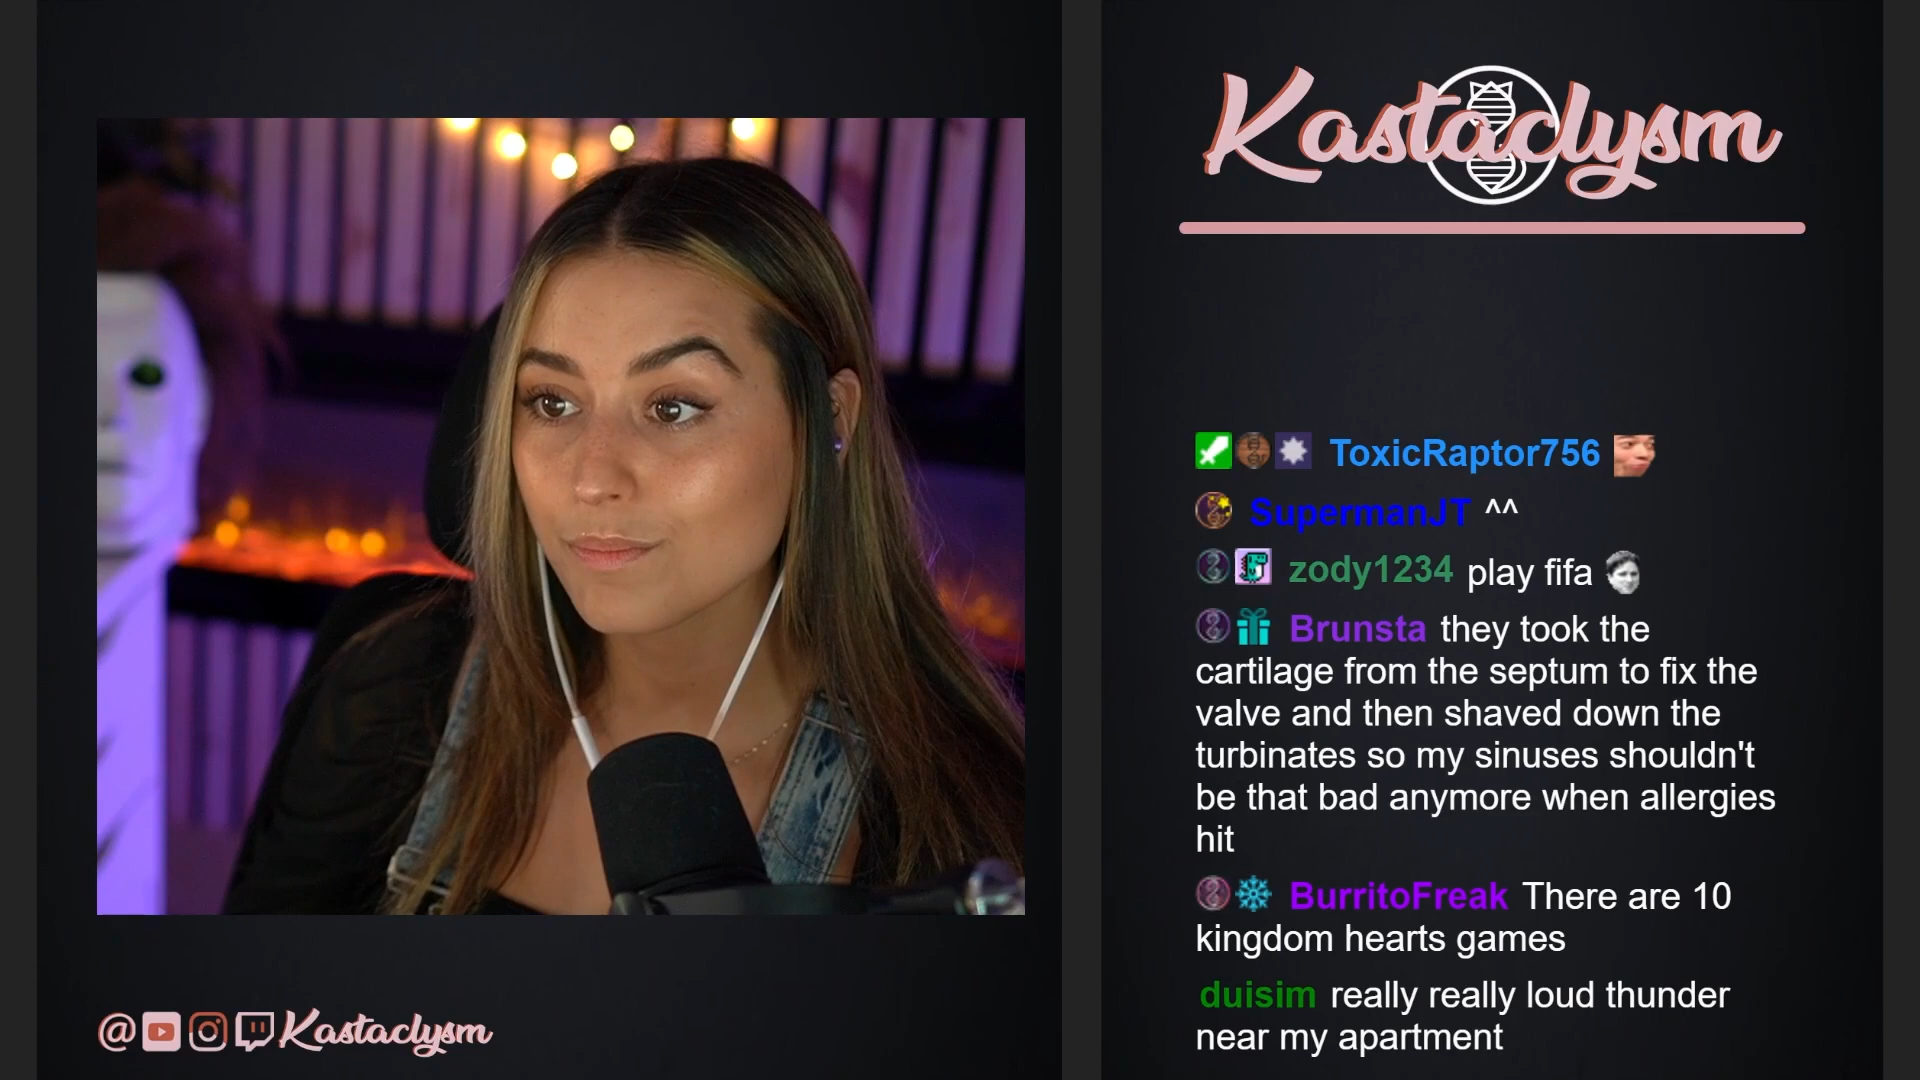 Kastaclysm
ToxicRaptor756
SupermanJT ^^
zody1234 play fifa
Brunsta they took the
cartilage from the septum to fix the
valve and then shaved down the
turbinates so my sinuses shouldn't
be that bad anymore when allergies
hit
BurritoFreak There are 10
kingdom hearts games
duisim really really loud thunder
near my apartment
@ Kastaclysm